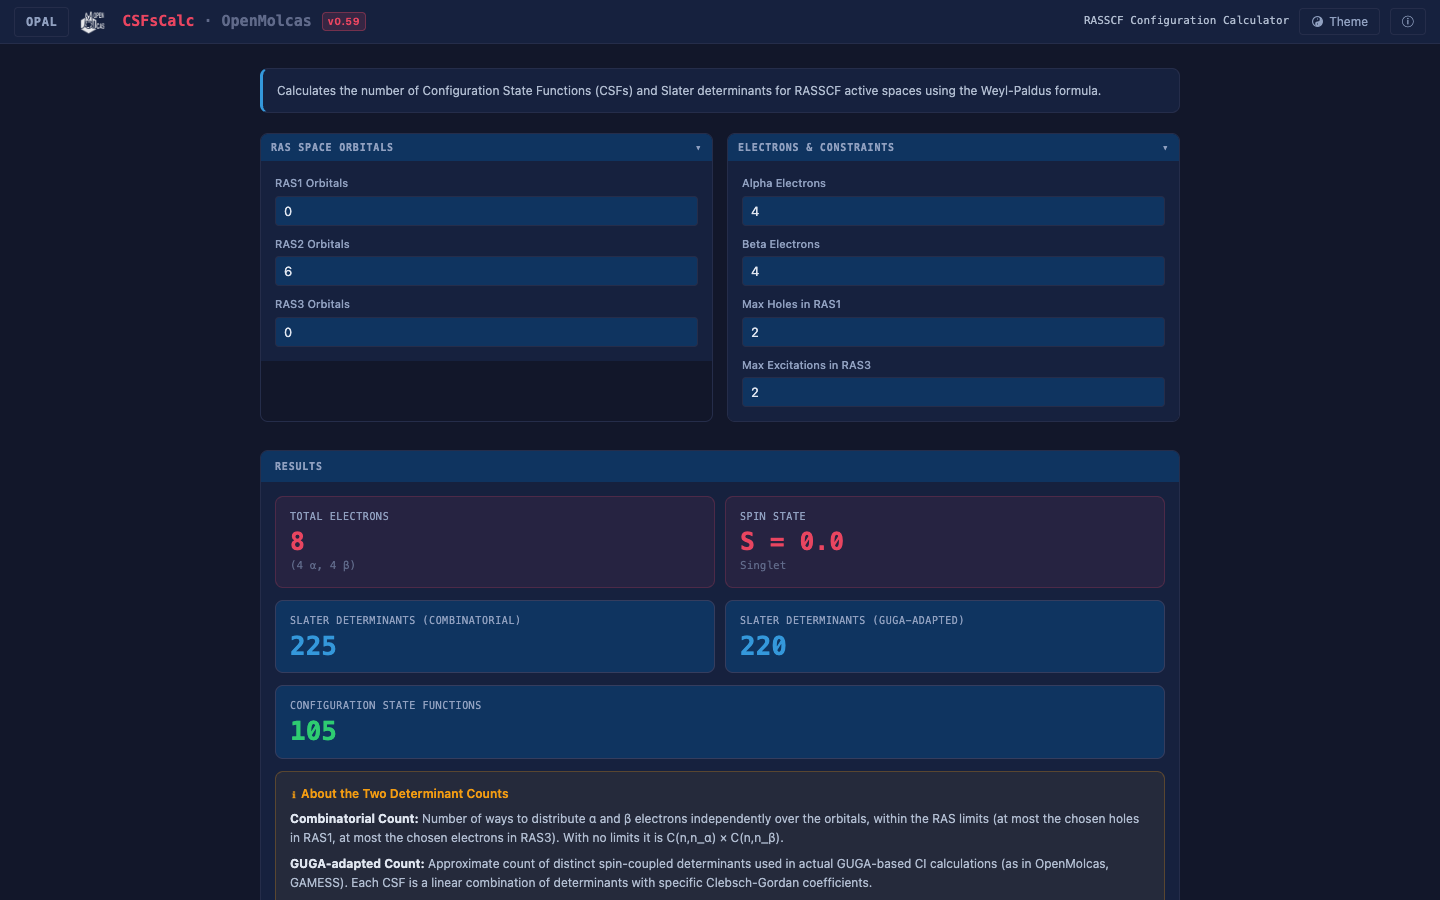 OPAL
OPEN
CAS
CSFsCalc · OpenMolcas v0.59
RASSCF Configuration Calculator
Theme
Calculates the number of Configuration State Functions (CSFs) and Slater determinants for RASSCF active spaces using the Weyl-Paldus formula.
RAS SPACE ORBITALS
RAS1 Orbitals
0
RAS2 Orbitals
6
RAS3 Orbitals
0
ELECTRONS & CONSTRAINTS
Alpha Electrons
4
Beta Electrons
4
Max Holes in RAS1
2
Max Excitations in RAS3
2
RESULTS
TOTAL ELECTRONS
8
(4 α, 4 β)
SPIN STATE
S = 0.0
Singlet
SLATER DETERMINANTS (COMBINATORIAL)
225
SLATER DETERMINANTS (GUGA-ADAPTED)
220
CONFIGURATION STATE FUNCTIONS
105
ℹ About the Two Determinant Counts
Combinatorial Count: Number of ways to distribute α and β electrons independently over the orbitals, within the RAS limits (at most the chosen holes
in RAS1, at most the chosen electrons in RAS3). With no limits it is C(n,n_α) × C(n,n_β).
GUGA-adapted Count: Approximate count of distinct spin-coupled determinants used in actual GUGA-based CI calculations (as in OpenMolcas,
GAMESS). Each CSF is a linear combination of determinants with specific Clebsch-Gordan coefficients.